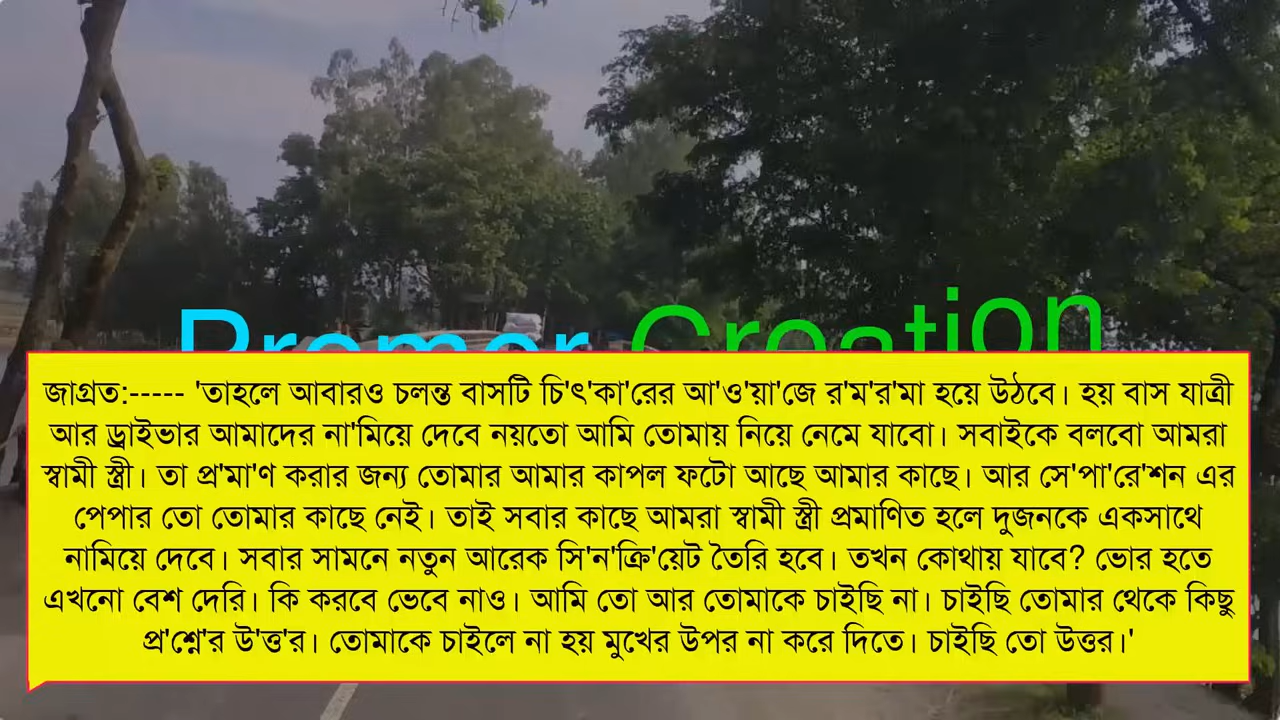 Premer Creation
জাগ্রত:----- 'তাহলে আবারও চলন্ত বাসটি চি'ৎ'কা'রের আ'ও'য়া'জে র'ম'র'মা হয়ে উঠবে। হয় বাস যাত্রী
আর ড্রাইভার আমাদের না'মিয়ে দেবে নয়তো আমি তোমায় নিয়ে নেমে যাবো। সবাইকে বলবো আমরা
স্বামী স্ত্রী। তা প্র'মা'ণ করার জন্য তোমার আমার কাপল ফটো আছে আমার কাছে। আর সে'পা'রে'শন এর
পেপার তো তোমার কাছে নেই। তাই সবার কাছে আমরা স্বামী স্ত্রী প্রমাণিত হলে দুজনকে একসাথে
নামিয়ে দেবে। সবার সামনে নতুন আরেক সি'ন'ক্রি'য়েট তৈরি হবে। তখন কোথায় যাবে? ভোর হতে
এখনো বেশ দেরি। কি করবে ভেবে নাও। আমি তো আর তোমাকে চাইছি না। চাইছি তোমার থেকে কিছু
প্র'শ্নে'র উ'ত্ত'র। তোমাকে চাইলে না হয় মুখের উপর না করে দিতে। চাইছি তো উত্তর।'